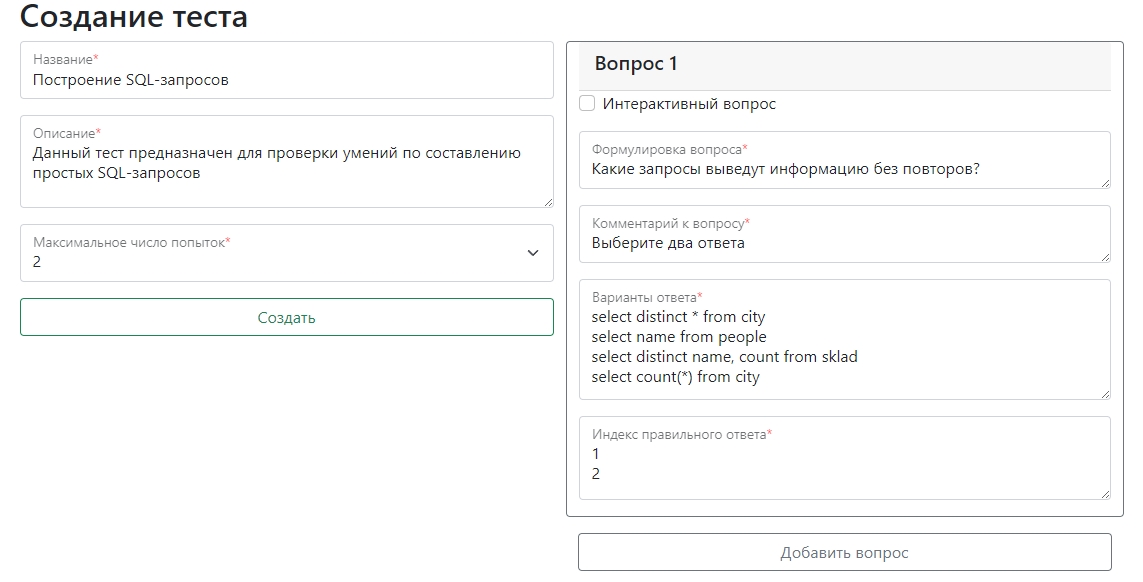 Создание теста
Название*
Построение SQL-запросов
Описание*
Данный тест предназначен для проверки умений по составлению
простых SQL-запросов
Максимальное число попыток*
2
Создать
Вопрос 1
Интерактивный вопрос
Формулировка вопроса*
Какие запросы выведут информацию без повторов?
Комментарий к вопросу*
Выберите два ответа
Варианты ответа*
select distinct * from city
select name from people
select distinct name, count from sklad
select count(*) from city
Индекс правильного ответа*
1
2
Добавить вопрос